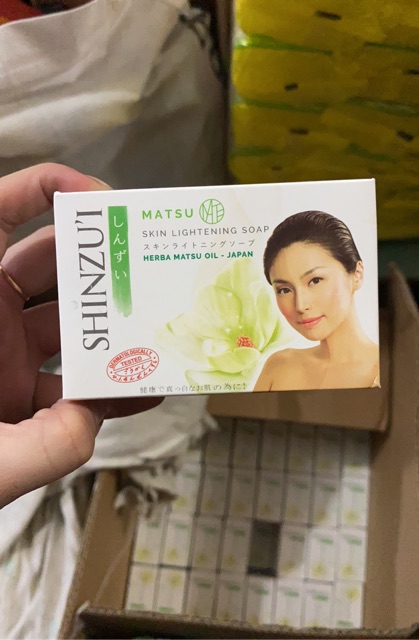 SHINZU'I
しんずい
MATSU
SKIN LIGHTENING SOAP
スキンライトニングソープ
HERBA MATSU OIL - JAPAN
DERMATOLOGICALLY
TESTED
健康で真っ白なお肌の為に!